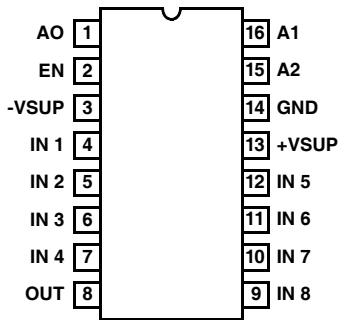 AO 1 16 A1
EN 2 15 A2
-VSUP 3 14 GND
IN 1 4 13 +VSUP
IN 2 5 12 IN 5
IN 3 6 11 IN 6
IN 4 7 10 IN 7
OUT 8 9 IN 8